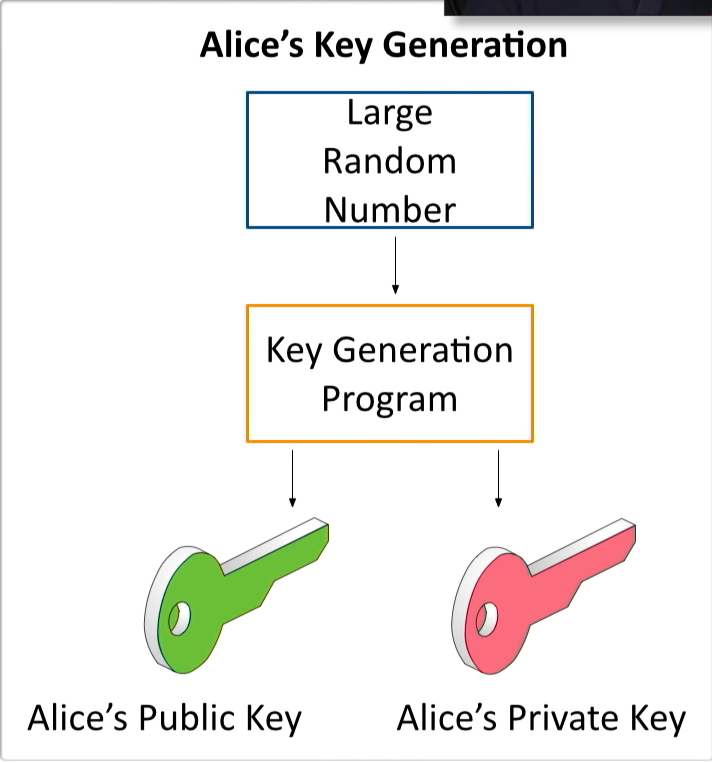 Alice’s Key Generation
Large
Random
Number
Key Generation
Program
Alice’s Public Key
Alice’s Private Key